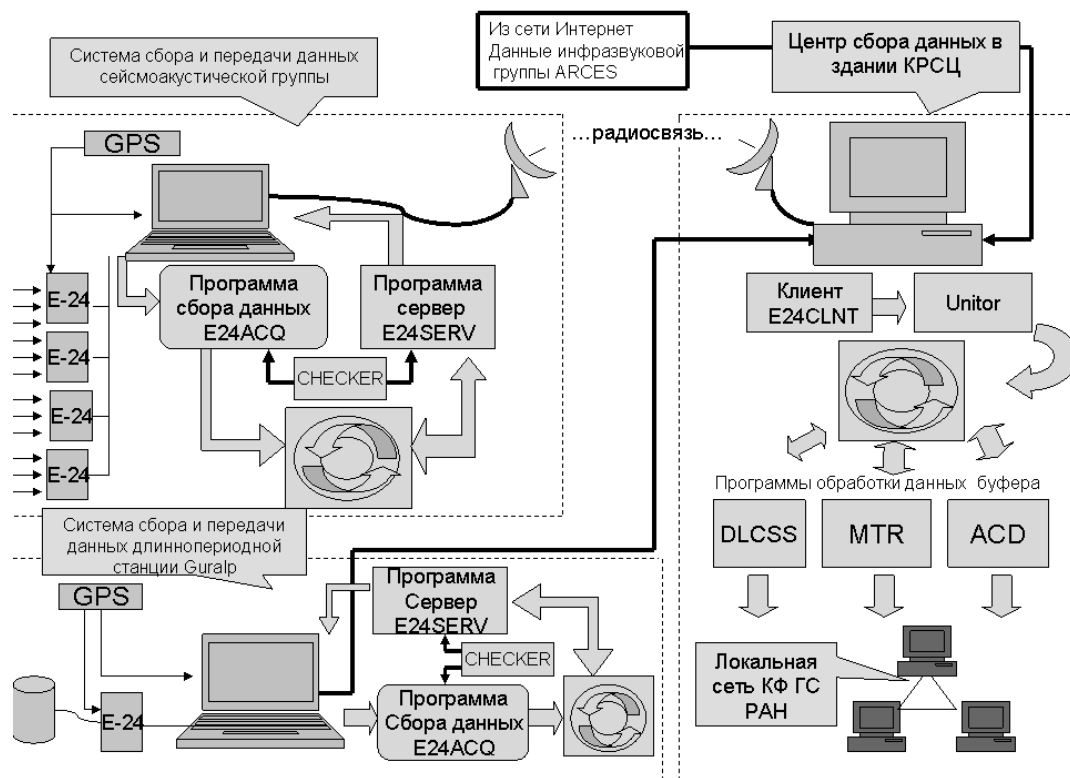 Система сбора и передачи данных
сейсмоакустической группы
Из сети Интернет
Данные инфразвуковой
группы ARCES
Центр сбора данных в
здании КРСЦ
GPS
...радиосвязь...
E-24
E-24
E-24
E-24
Программа
сбора данных
E24ACQ
Программа
сервер
E24SERV
CHECKER
Клиент
E24CLNT
Unitor
Программы обработки данных буфера
DLCSS
MTR
ACD
Система сбора и передачи
данных длиннопериодной
станции Guralp
GPS
E-24
Программа
Сервер
E24SERV
CHECKER
Программа
Сбора данных
E24ACQ
Локальная
сеть КФ ГС
РАН